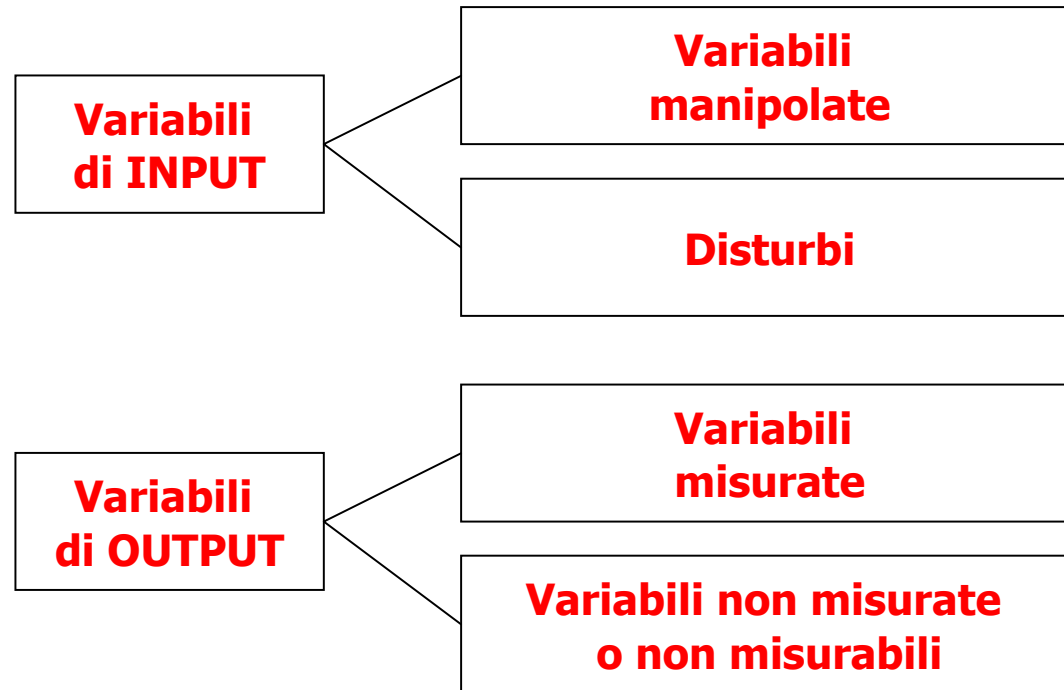 Variabili
di INPUT
Variabili
manipolate
Disturbi
Variabili
di OUTPUT
Variabili
misurate
Variabili non misurate
o non misurabili